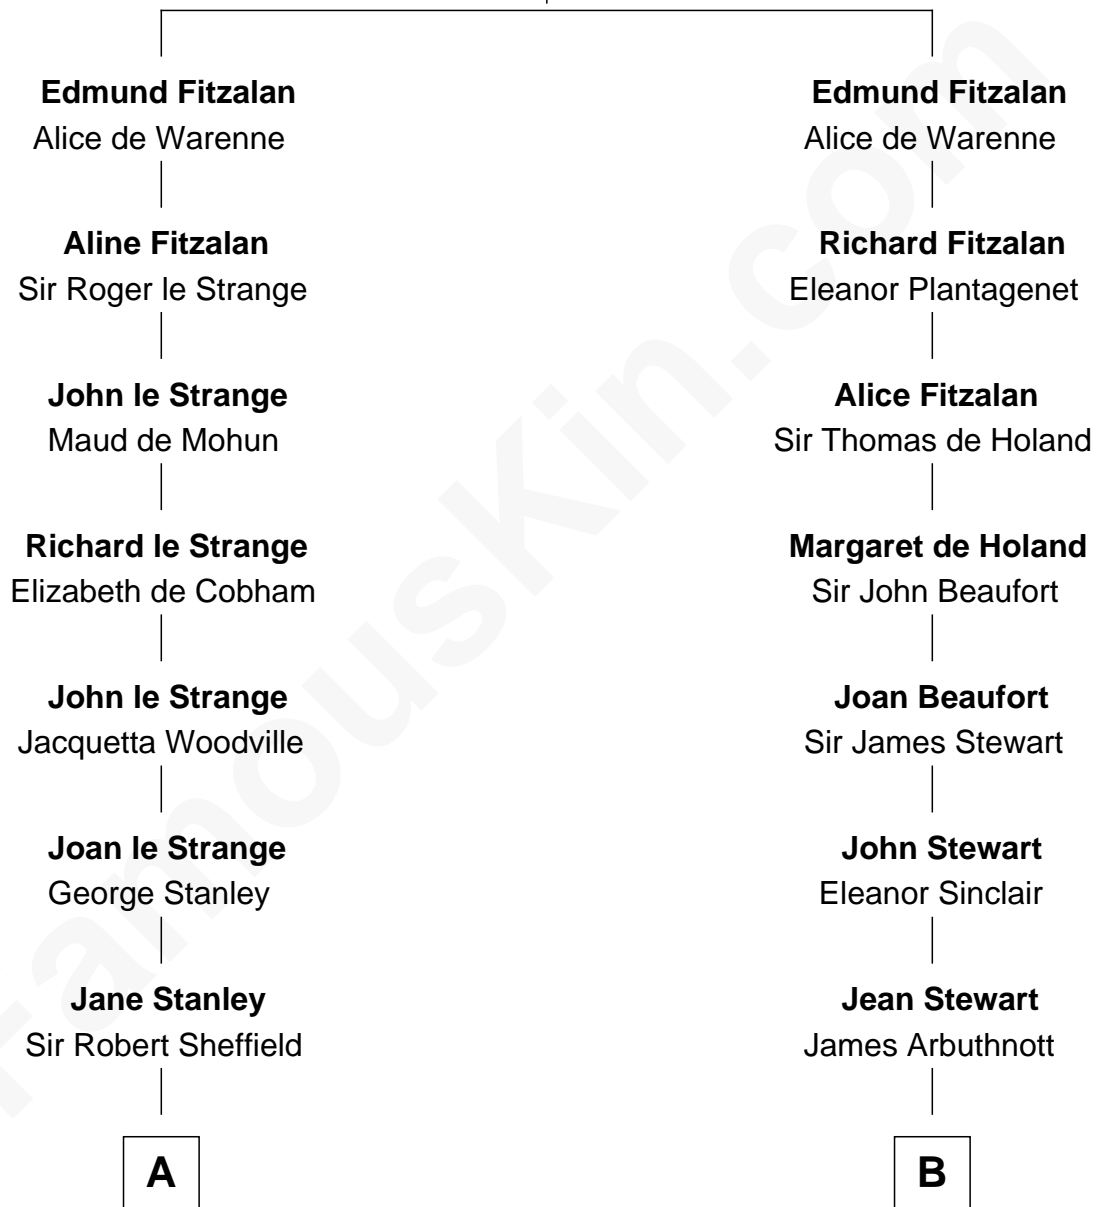 Edmund Fitzalan
Alice de Warenne
Aline Fitzalan
Sir Roger le Strange
John le Strange
Maud de Mohun
Richard le Strange
Elizabeth de Cobham
John le Strange
Jacquetta Woodville
Joan le Strange
George Stanley
Jane Stanley
Sir Robert Sheffield
A
Edmund Fitzalan
Alice de Warenne
Richard Fitzalan
Eleanor Plantagenet
Alice Fitzalan
Sir Thomas de Holand
Margaret de Holand
Sir John Beaufort
Joan Beaufort
Sir James Stewart
John Stewart
Eleanor Sinclair
Jean Stewart
James Arbuthnott
B
FamousKin.com